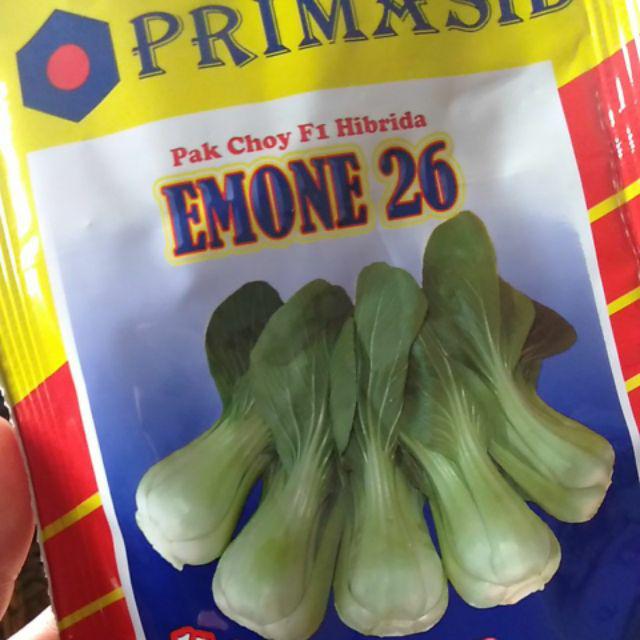 PRIMASID
Pak Choy F1 Hibrida
EMONE 26